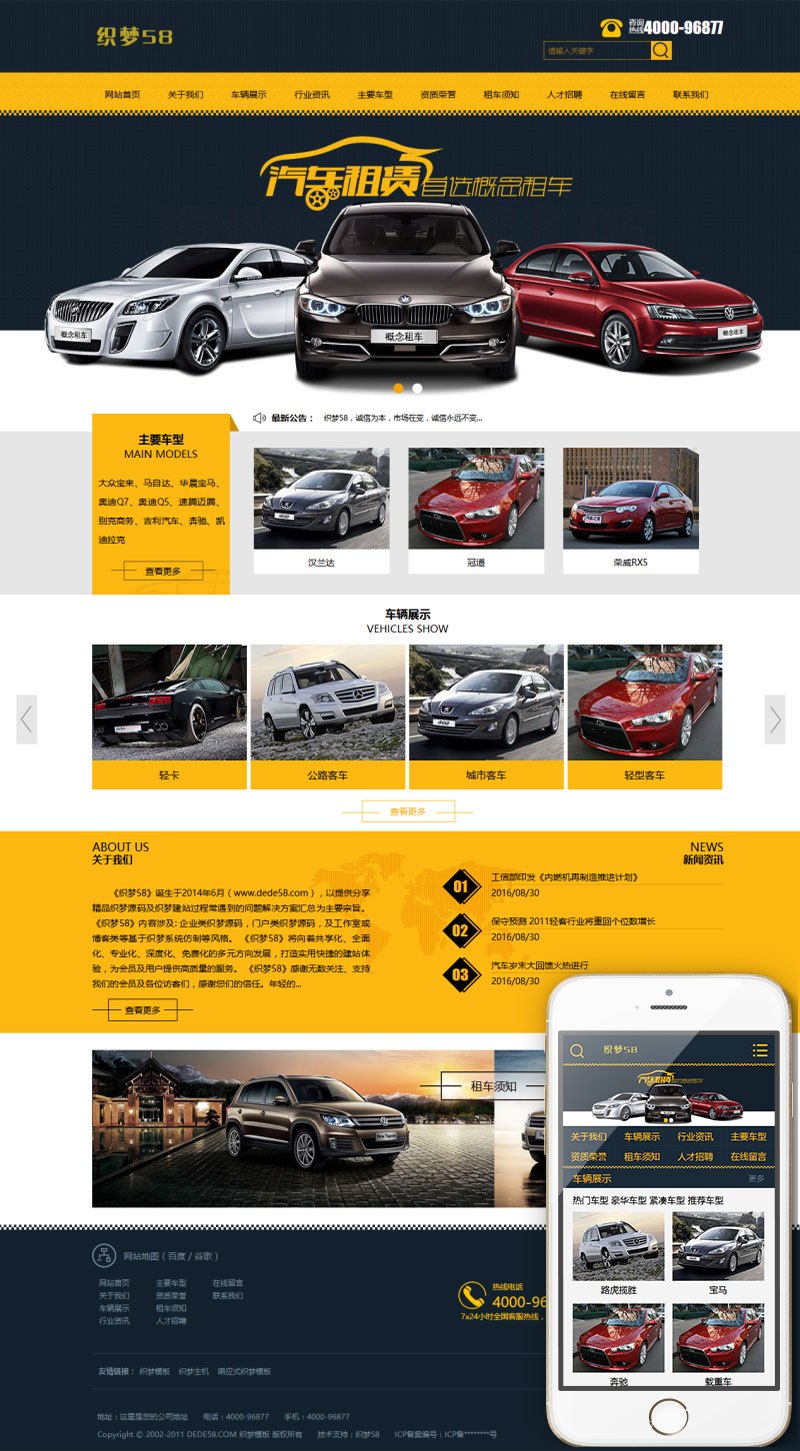 织梦58
咨询热线4000-96877
请输入关键字
网站首页 关于我们 车辆展示 行业资讯 主要车型 资质荣誉 租车须知 人才招聘 在线留言 联系我们
汽车租赁首选概念租车
概念租车
概念租车
概念租车
最新公告： 织梦58，诚信为本，市场在变，诚信永远不变...
主要车型
MAIN MODELS
大众宝来、马自达、华晨宝马、
奥迪Q7、奥迪Q5、速腾迈腾、
别克商务、吉利汽车、奔驰、凯
迪拉克
查看更多
汉兰达 冠道 荣威RX5
车辆展示
VEHICLES SHOW
轻卡 公路客车 城市客车 轻型客车
查看更多
ABOUT US
关于我们
《织梦58》诞生于2014年6月（www.dede58.com），以提供分享
精品织梦源码及织梦建站过程常遇到的问题解决方案汇总为主要宗旨。
《织梦58》内容涉及: 企业类织梦源码，门户类织梦源码，及工作室或
博客类等基于织梦系统仿制等风格。 《织梦58》将向着共享化、全面
化、专业化、深度化、免费化的多元方向发展，打造实用快捷的建站体
验，为会员及用户提供高质量的服务。 《织梦58》感谢无数关注、支持
我们的会员及各位访客们，感谢您们的信任。年轻的...
查看更多
NEWS
新闻资讯
01 工信部印发《内燃机再制造推进计划》
2016/08/30
02 保守预测 2011轻客行业将重回个位数增长
2016/08/30
03 汽车岁末大回馈火热进行
2016/08/30
租车须知
网站地图（百度 / 谷歌）
网站首页 主要车型 在线留言
关于我们 资质荣誉 联系我们
车辆展示 租车须知
行业资讯 人才招聘
热线电话
4000-96
7x24小时全国客服热线，
友情链接： 织梦模板 织梦主机 响应式织梦模板
地址：这里是您的公司地址 电话：4000-96877 手机：4000-96877
Copyright © 2002-2011 DEDE58.COM 织梦模板 版权所有 技术支持：织梦58 ICP备案编号：ICP备********号
织梦58
汽车租赁首选概念租车
关于我们 车辆展示 行业资讯 主要车型
资质荣誉 租车须知 人才招聘 在线留言
车辆展示 更多
热门车型 豪华车型 紧凑车型 推荐车型
路虎揽胜 宝马
奔驰 载重车